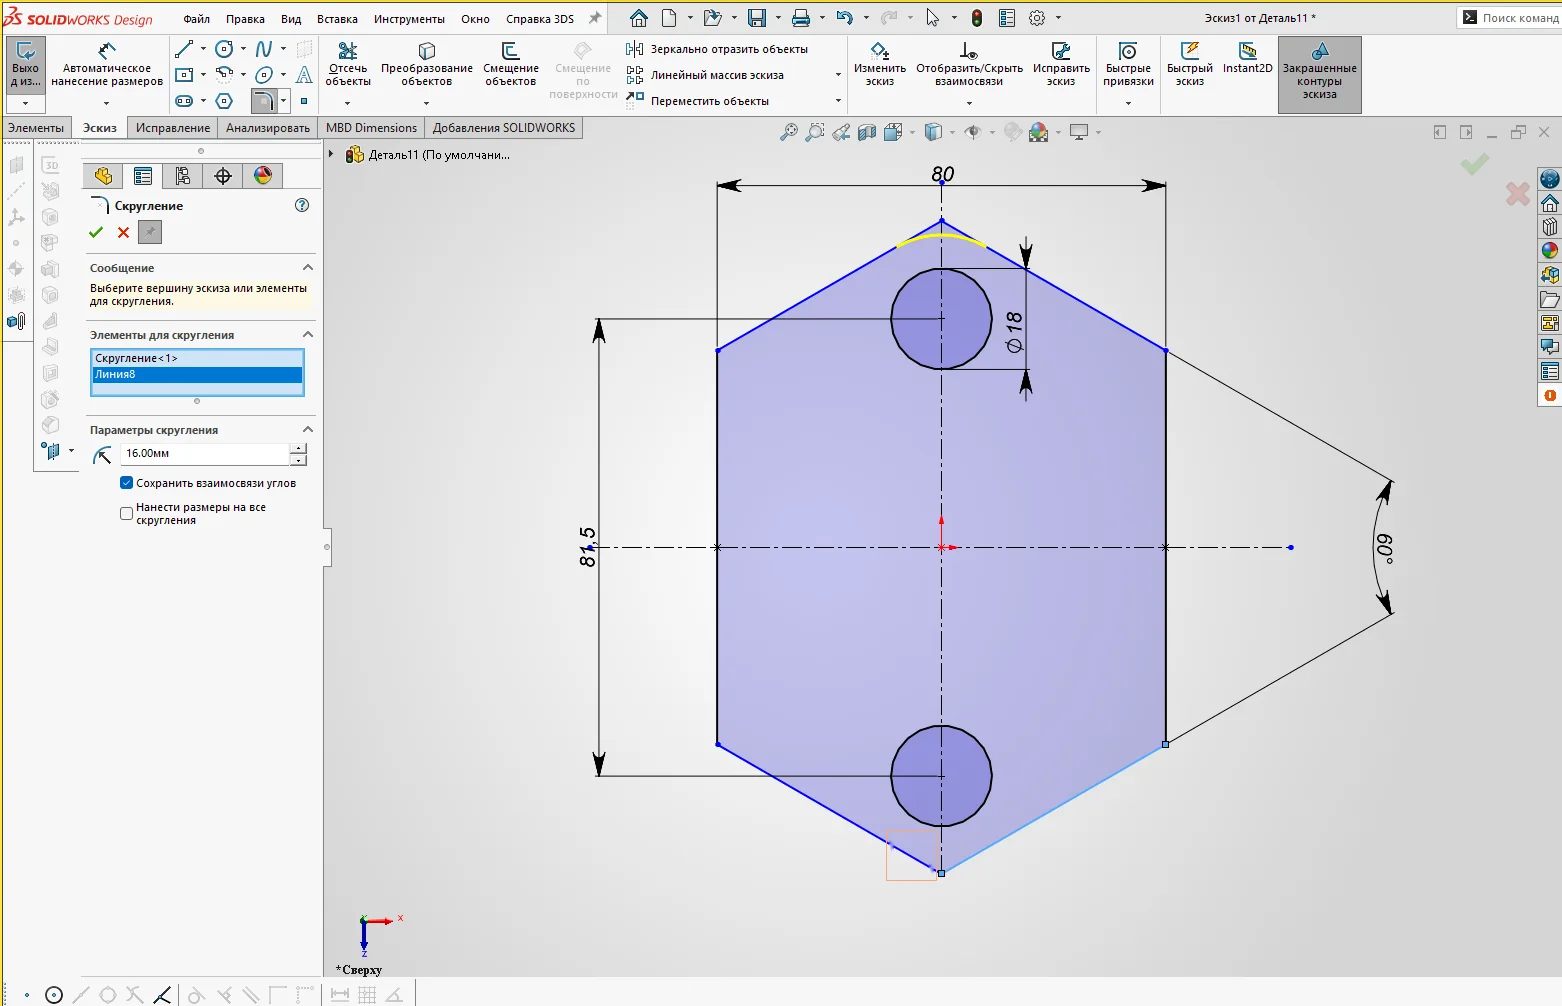 SOLIDWORKS Design
Файл Правка Вид Вставка Инструменты Окно Справка 3DS
Эскиз1 от Деталь11 *
Поиск команд
Выхо
д из...
Автоматическое
нанесение размеров
Отсечь
объекты
Преобразование
объектов
Смещение
объектов
Смещение
по
поверхности
Зеркально отразить объекты
Линейный массив эскиза
Переместить объекты
Изменить
эскиз
Отобразить/Скрыть
взаимосвязи
Исправить
эскиз
Быстрые
привязки
Быстрый
эскиз
Instant2D
Закрашенные
контуры
эскиза
Элементы Эскиз Исправление Анализировать MBD Dimensions Добавления SOLIDWORKS
Деталь11 (По умолчани...
Скругление
Сообщение
Выберите вершину эскиза или элементы
для скругления.
Элементы для скругления
Скругление<1>
Линия8
Параметры скругления
16.00мм
Сохранить взаимосвязи углов
Нанести размеры на все
скругления
3D
80
∅18
81,5
60°
X
Y
Z
*Сверху